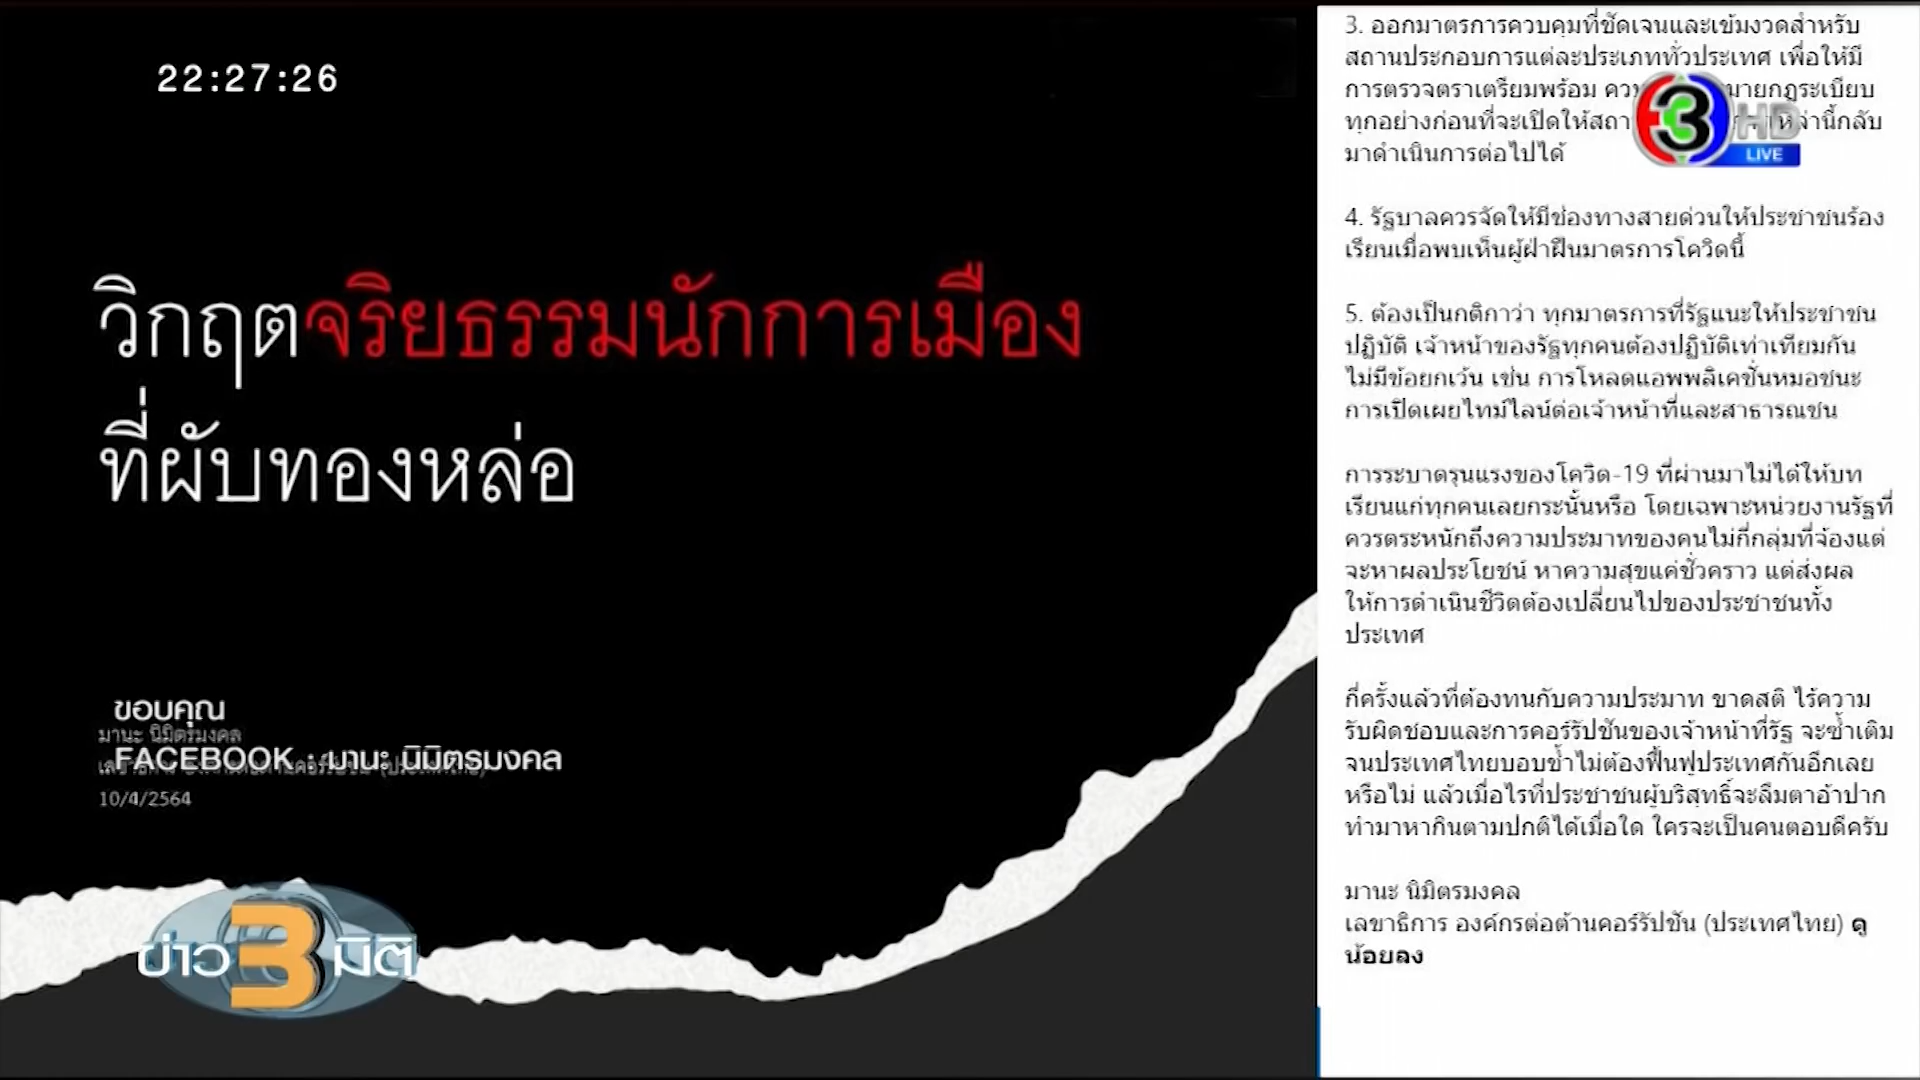 22:27:26
วิกฤตจริยธรรมนักการเมือง
ที่ผับทองหล่อ
ขอบคุณ
มานะ นิมิตรมงคล
FACEBOOK : มานะ นิมิตรมงคล
10/4/2564
ข่าว 3 มิติ
3. ออกมาตรการควบคุมที่ชัดเจนและเข้มงวดสำหรับ
สถานประกอบการแต่ละประเภททั่วประเทศ เพื่อให้มี
การตรวจตราเตรียมพร้อม มายกฎระเบียบ
ทุกอย่างก่อนที่จะเปิดให้ เหล่านี้กลับ
มาดำเนินการต่อไปได้
3 HD
LIVE
4. รัฐบาลควรจัดให้มีช่องทางสายด่วนให้ประชาชนร้อง
เรียนเมื่อพบเห็นผู้ฝ่าฝืนมาตรการโควิดนี้
5. ต้องเป็นกติกาว่า ทุกมาตรการที่รัฐแนะให้ประชาชน
ปฏิบัติ เจ้าหน้าของรัฐทุกคนต้องปฏิบัติเท่าเทียมกัน
ไม่มีข้อยกเว้น เช่น การโหลดแอพพลิเคชั่นหมอชนะ
การเปิดเผยไทม์ไลน์ต่อเจ้าหน้าที่และสาธารณชน
การระบาดรุนแรงของโควิด-19 ที่ผ่านมาไม่ได้ให้บท
เรียนแก่ทุกคนเลยกระนั้นหรือ โดยเฉพาะหน่วยงานรัฐที่
ควรตระหนักถึงความประมาทของคนไม่กี่กลุ่มที่จ้องแต่
จะหาผลประโยชน์ หาความสุขแค่ชั่วคราว แต่ส่งผล
ให้การดำเนินชีวิตต้องเปลี่ยนไปของประชาชนทั้ง
ประเทศ
กี่ครั้งแล้วที่ต้องทนกับความประมาท ขาดสติ ไร้ความ
รับผิดชอบและการคอร์รัปชันของเจ้าหน้าที่รัฐ จะซ้ำเติม
จนประเทศไทยบอบช้ำไม่ต้องฟื้นฟูประเทศกันอีกเลย
หรือไม่ แล้วเมื่อไรที่ประชาชนผู้บริสุทธิ์จะลืมตาอ้าปาก
ทำมาหากินตามปกติได้เมื่อใด ใครจะเป็นคนตอบดีครับ
มานะ นิมิตรมงคล
เลขาธิการ องค์กรต่อต้านคอร์รัปชัน (ประเทศไทย) ดู
น้อยลง